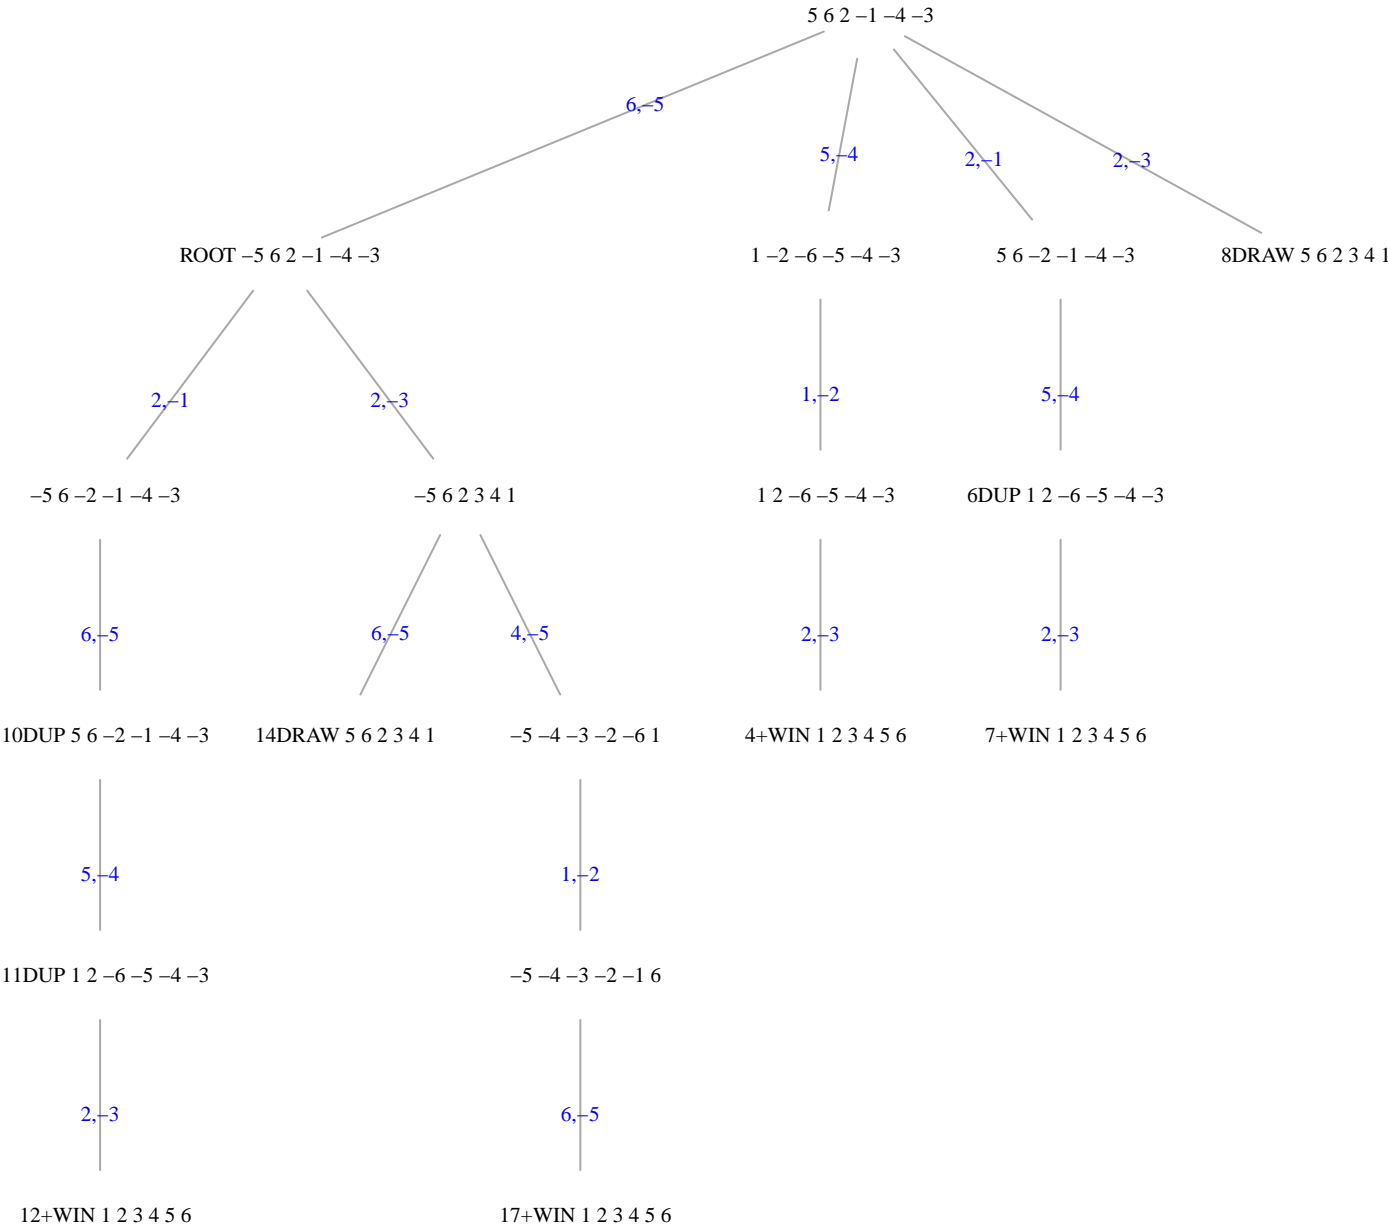 5 6 2 −1 −4 −3
6,−5
5,−4
2,−1
2,−3
ROOT −5 6 2 −1 −4 −3
1 −2 −6 −5 −4 −3
5 6 −2 −1 −4 −3
8DRAW 5 6 2 3 4 1
2,−1
2,−3
1,−2
5,−4
−5 6 −2 −1 −4 −3
−5 6 2 3 4 1
1 2 −6 −5 −4 −3
6DUP 1 2 −6 −5 −4 −3
6,−5
6,−5
4,−5
2,−3
2,−3
10DUP 5 6 −2 −1 −4 −3
14DRAW 5 6 2 3 4 1
−5 −4 −3 −2 −6 1
4+WIN 1 2 3 4 5 6
7+WIN 1 2 3 4 5 6
5,−4
1,−2
11DUP 1 2 −6 −5 −4 −3
−5 −4 −3 −2 −1 6
2,−3
6,−5
12+WIN 1 2 3 4 5 6
17+WIN 1 2 3 4 5 6